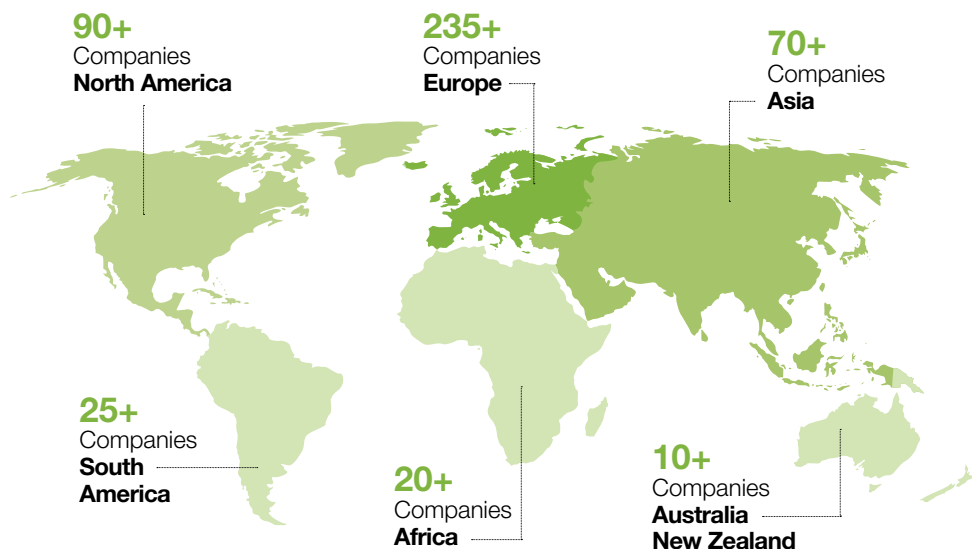 90+
Companies
North America
235+
Companies
Europe
70+
Companies
Asia
25+
Companies
South
America
20+
Companies
Africa
10+
Companies
Australia
New Zealand